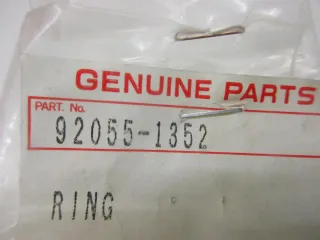 GENUINE PARTS
PART. No.
92055-1352
RING